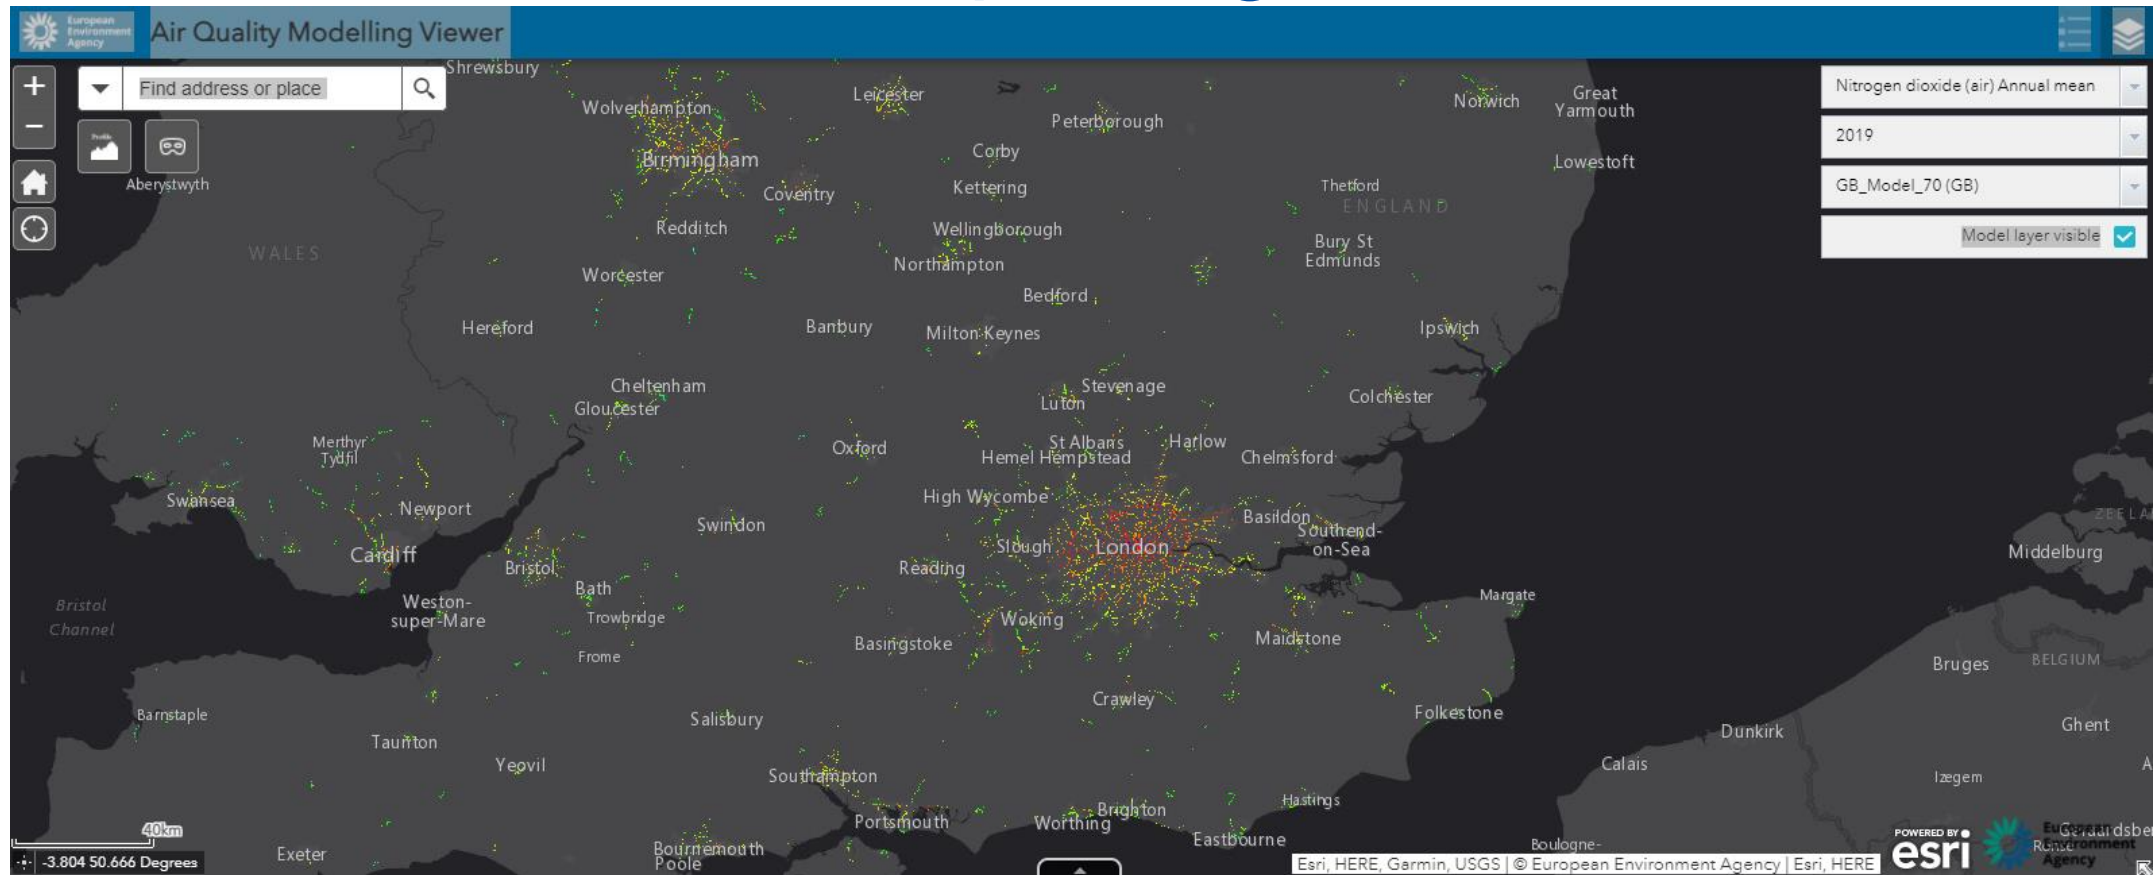 European
Environment
Agency
Air Quality Modelling Viewer
Find address or place
Nitrogen dioxide (air) Annual mean
2019
GB_Model_70 (GB)
Model layer visible
Profile
Shrewsbury
Wolverhampton
Leicester
Peterborough
Norwich
Great
Yarmouth
Birmingham
Corby
Lowestoft
Aberystwyth
Coventry
Kettering
Thetford
ENGLAND
Redditch
Wellingborough
WALES
Bury St
Edmunds
Worcester
Northampton
Bedford
Hereford
Banbury
Milton Keynes
Ipswich
Cheltenham
Stevenage
Gloucester
Luton
Colchester
Merthyr
Tydfil
Oxford
St Albans
Harlow
Hemel Hempstead
Chelmsford
Swansea
Newport
High Wycombe
Swindon
Basildon
Southend-
on-Sea
Cardiff
Bristol
Slough
London
Middelburg
Reading
Bath
Bristol
Channel
Weston-
super-Mare
Trowbridge
Woking
Margate
Basingstoke
Maidstone
Frome
Bruges
BELGIUM
Crawley
Barnstaple
Salisbury
Folkestone
Ghent
Taunton
Dunkirk
Yeovil
Southampton
Calais
Izegem
Portsmouth
Worthing
Brighton
Hastings
Eastbourne
Exeter
Bournemouth
Poole
Boulogne-
40km
-3.804 50.666 Degrees
Esri, HERE, Garmin, USGS | © European Environment Agency | Esri, HERE
POWERED BY
esri
European
Environment
Agency